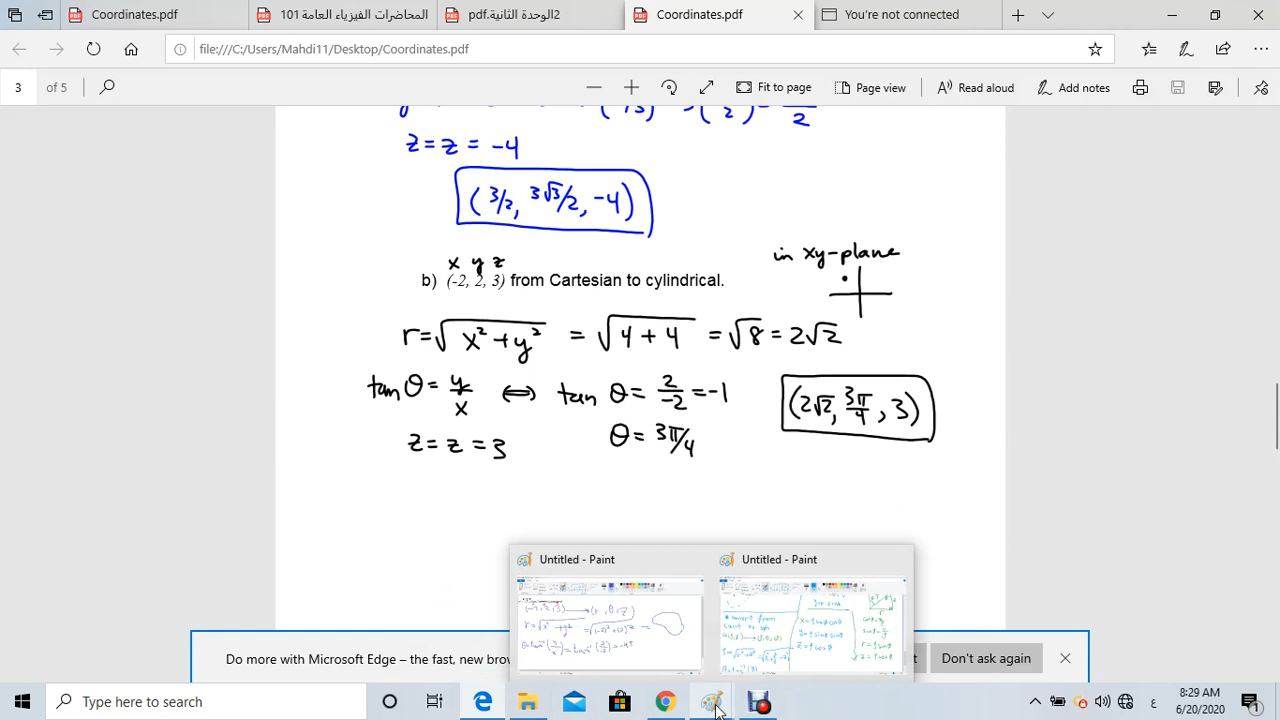 Coordinates.pdf
المحاضرات الفيزياء العامة 101
الوحدة الثانية2.pdf
Coordinates.pdf
You're not connected
file:///C:/Users/Mahdi11/Desktop/Coordinates.pdf
3 of 5
Fit to page
Page view
Read aloud
Add notes
2
z = z = -4
(3/2, 3√3/2, -4)
in xy-plane
x y z
b) (-2, 2, 3) from Cartesian to cylindrical.
r = √x² + y² = √4 + 4 = √8 = 2√2
tan θ = y/x ⇔ tan θ = 2/-2 = -1
(2√2, 3π/4, 3)
z = z = 3
θ = 3π/4
Untitled - Paint
Untitled - Paint
Do more with Microsoft Edge – the fast, new brow
Don't ask again
Type here to search
8:29 AM
6/20/2020